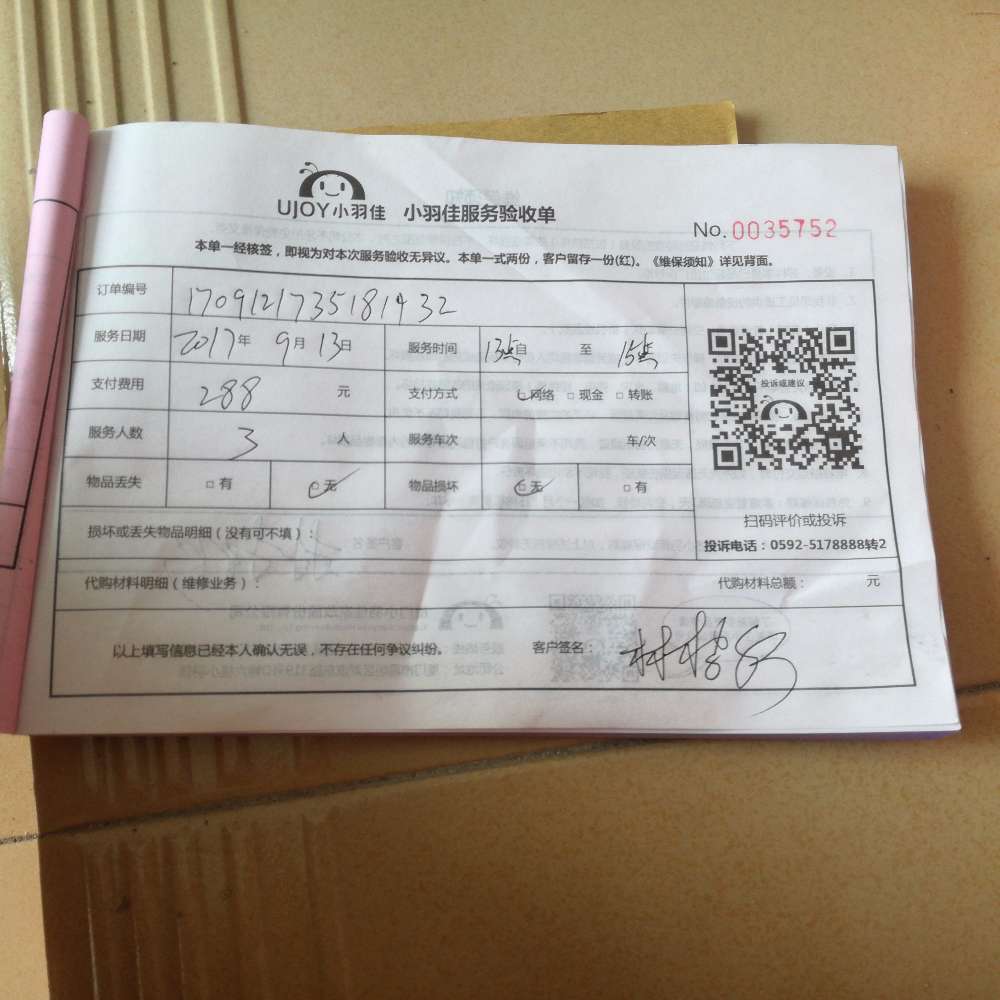 UJOY小羽佳 小羽佳服务验收单
No.0035752
本单一经核签，即视为对本次服务验收无异议。本单一式两份，客户留存一份(红)。《维保须知》详见背面。
订单编号 1709121735181432
服务日期 2017年 9月13日 服务时间 13点自 至 15点
支付费用 288 元 支付方式 □网络 □现金 □转账
服务人数 3 人 服务车次 车/次
物品丢失 □有 □无 物品损坏 □无 □有
投诉或建议
扫码评价或投诉
投诉电话：0592-5178888转2
损坏或丢失物品明细（没有可不填）：
代购材料明细（维修业务）： 代购材料总额： 元
以上填写信息已经本人确认无误，不存在任何争议纠纷。 客户签名：